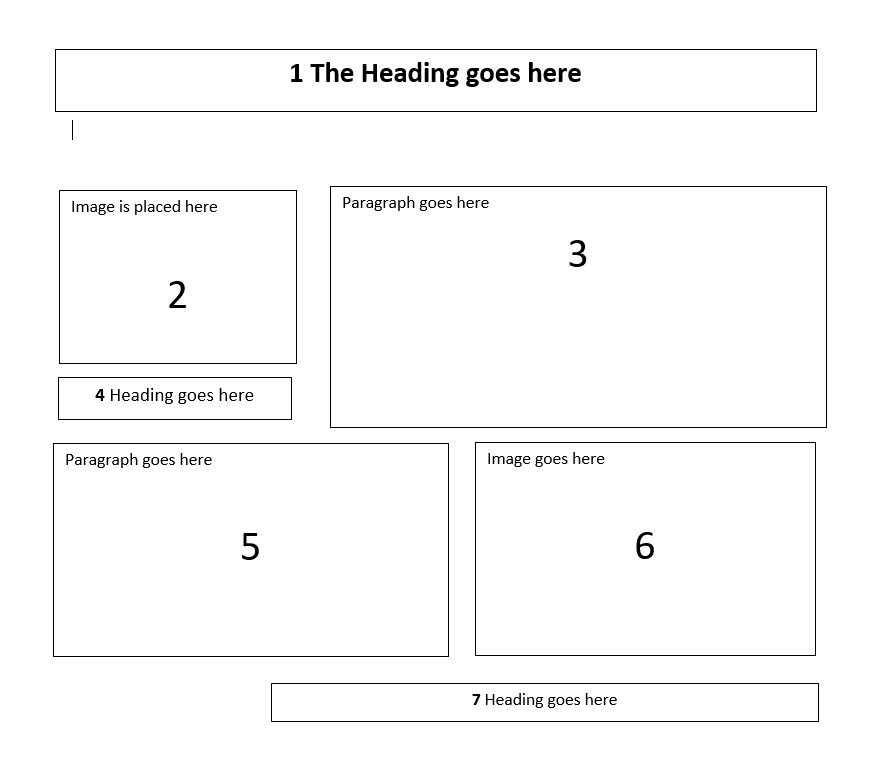 1 The Heading goes here
Image is placed here
2
Paragraph goes here
3
4 Heading goes here
Paragraph goes here
5
Image goes here
6
7 Heading goes here